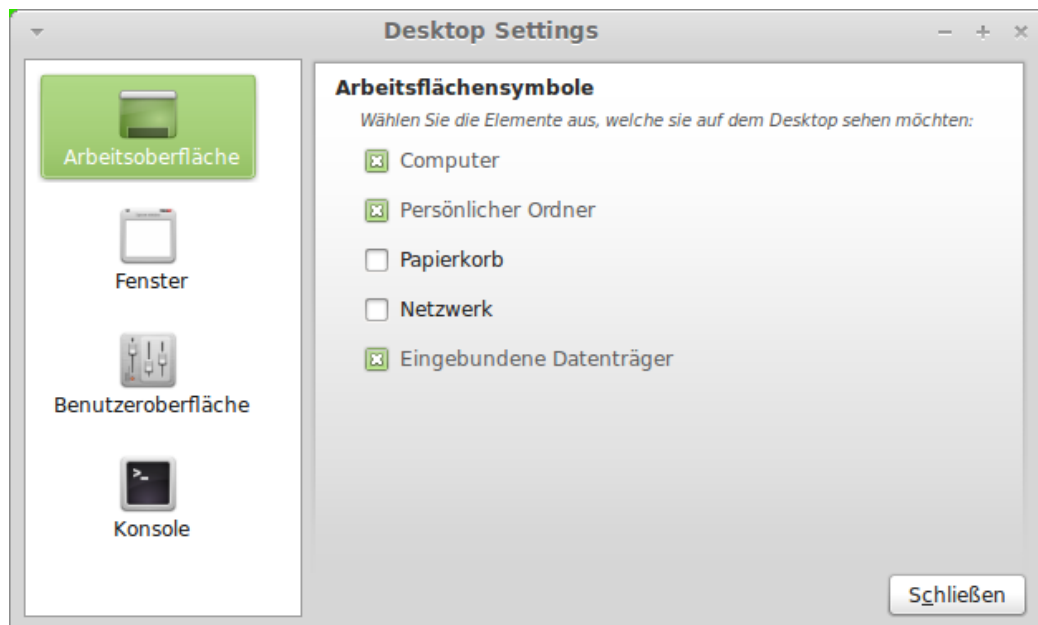 Desktop Settings
Arbeitsoberfläche
Fenster
Benutzeroberfläche
>_
Konsole
Arbeitsflächensymbole
Wählen Sie die Elemente aus, welche sie auf dem Desktop sehen möchten:
Computer
Persönlicher Ordner
Papierkorb
Netzwerk
Eingebundene Datenträger
Schließen